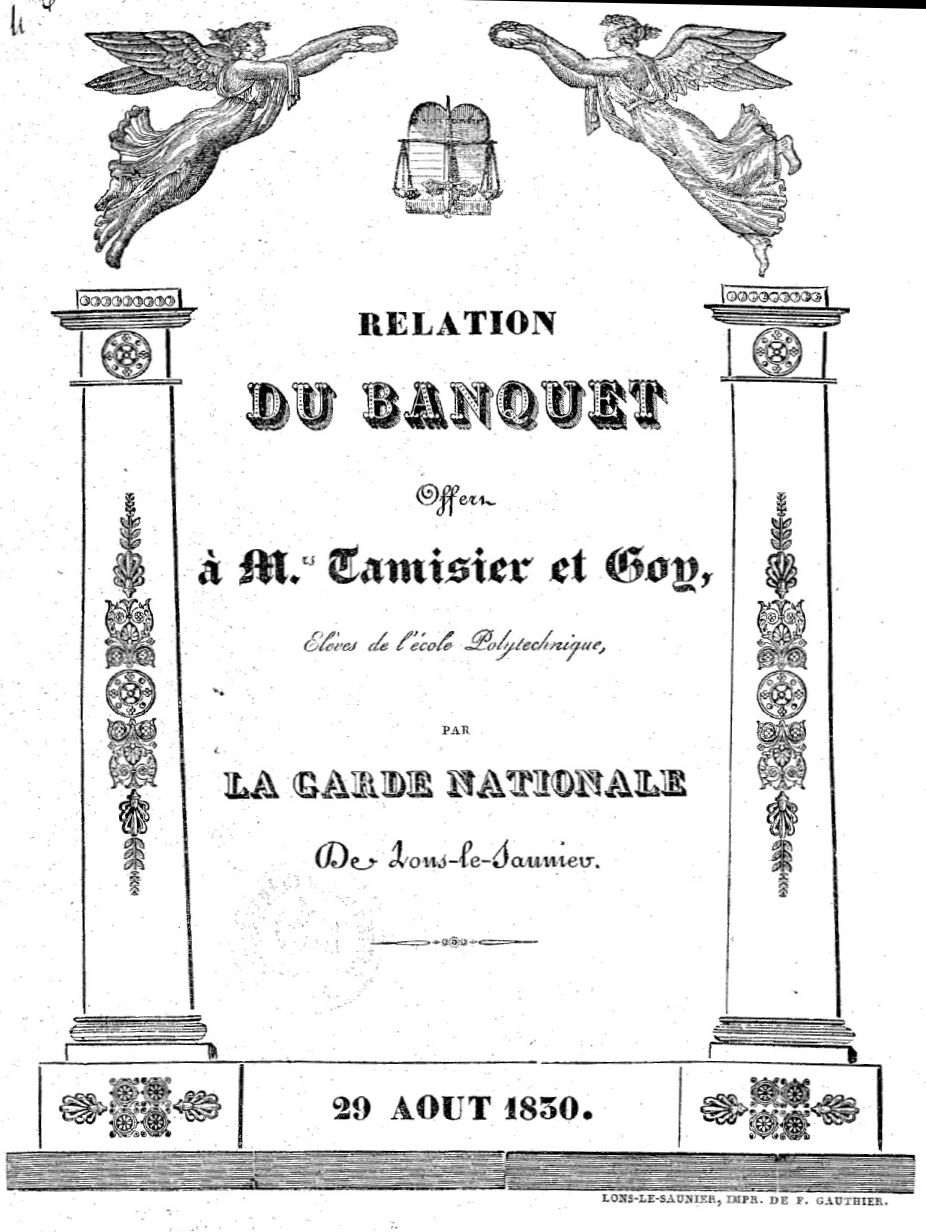 RELATION
DU BANQUET
Offert
à M.rs Tamisier et Goy,
Elèves de l'école Polytechnique,
PAR
LA GARDE NATIONALE
De Lons-le-Saunier.
29 AOUT 1830.
LONS-LE-SAUNIER, IMPR. DE F. GAUTHIER.